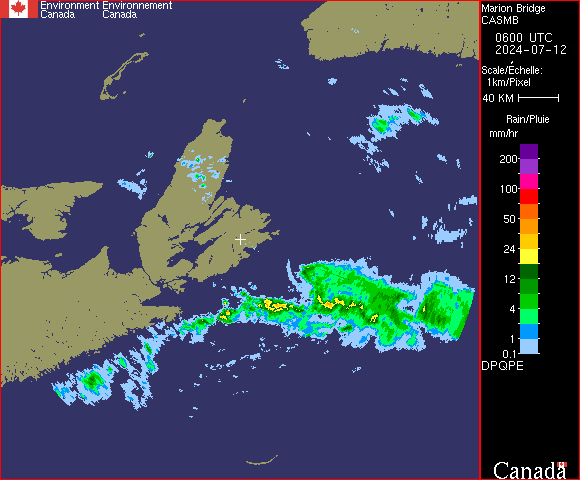 Environment Environnement
Canada Canada
Marion Bridge
CASMB
0600 UTC
2024-07-12
Scale/Échelle:
1km/Pixel
40 KM
Rain/Pluie
mm/hr
200
100
50
24
12
4
1
0.1
DPQPE
Canada